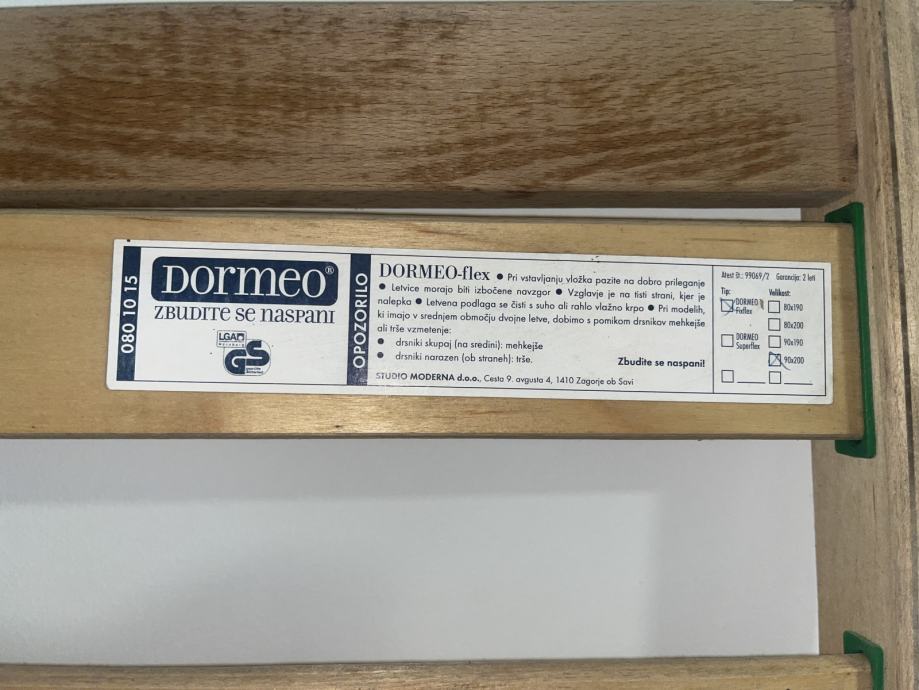 080 10 15
DORMEO®
ZBUDITE SE NASPANI
LGA
GS
OPOZORILO
DORMEO-flex ● Pri vstavljanju vložka pazite na dobro prileganje
● Letvice morajo biti izbočene navzgor ● Vzglavje je na tisti strani, kjer je
nalepka ● Letvena podlaga se čisti s suho ali rahlo vlažno krpo ● Pri modelih,
ki imajo v srednjem območju dvojne letve, dobimo s pomikom drsnikov mehkejše
ali trše vzmetenje:
● drsniki skupaj (na sredini): mehkejše
● drsniki narazen (ob straneh): trše.
Zbudite se naspani!
STUDIO MODERNA d.o.o., Cesta 9. avgusta 4, 1410 Zagorje ob Savi
Atest št.: 99069/2 Garancija: 2 leti
Tip:
DORMEO
Fixflex
DORMEO
Superflex
Velikost:
80x190
80x200
90x190
90x200